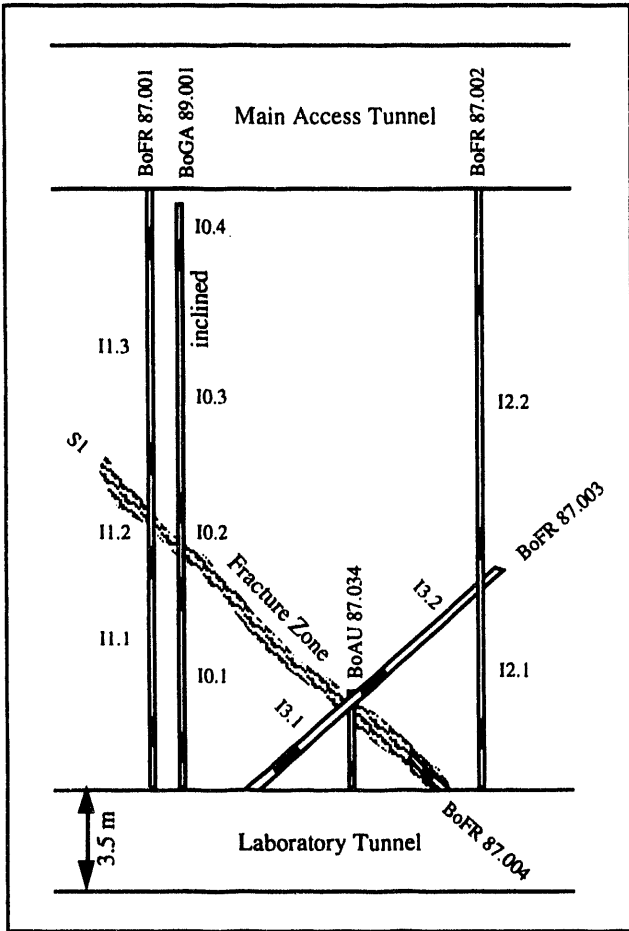 BoFR 87.001
BoGA 89.001
Main Access Tunnel
BoFR 87.002
I0.4
inclined
I1.3
I0.3
I2.2
S1
I1.2
I0.2
BoFR 87.003
Fracture Zone
BoAU 87.034
I3.2
I1.1
I0.1
I3.1
I2.1
3.5 m
Laboratory Tunnel
BoFR 87.004